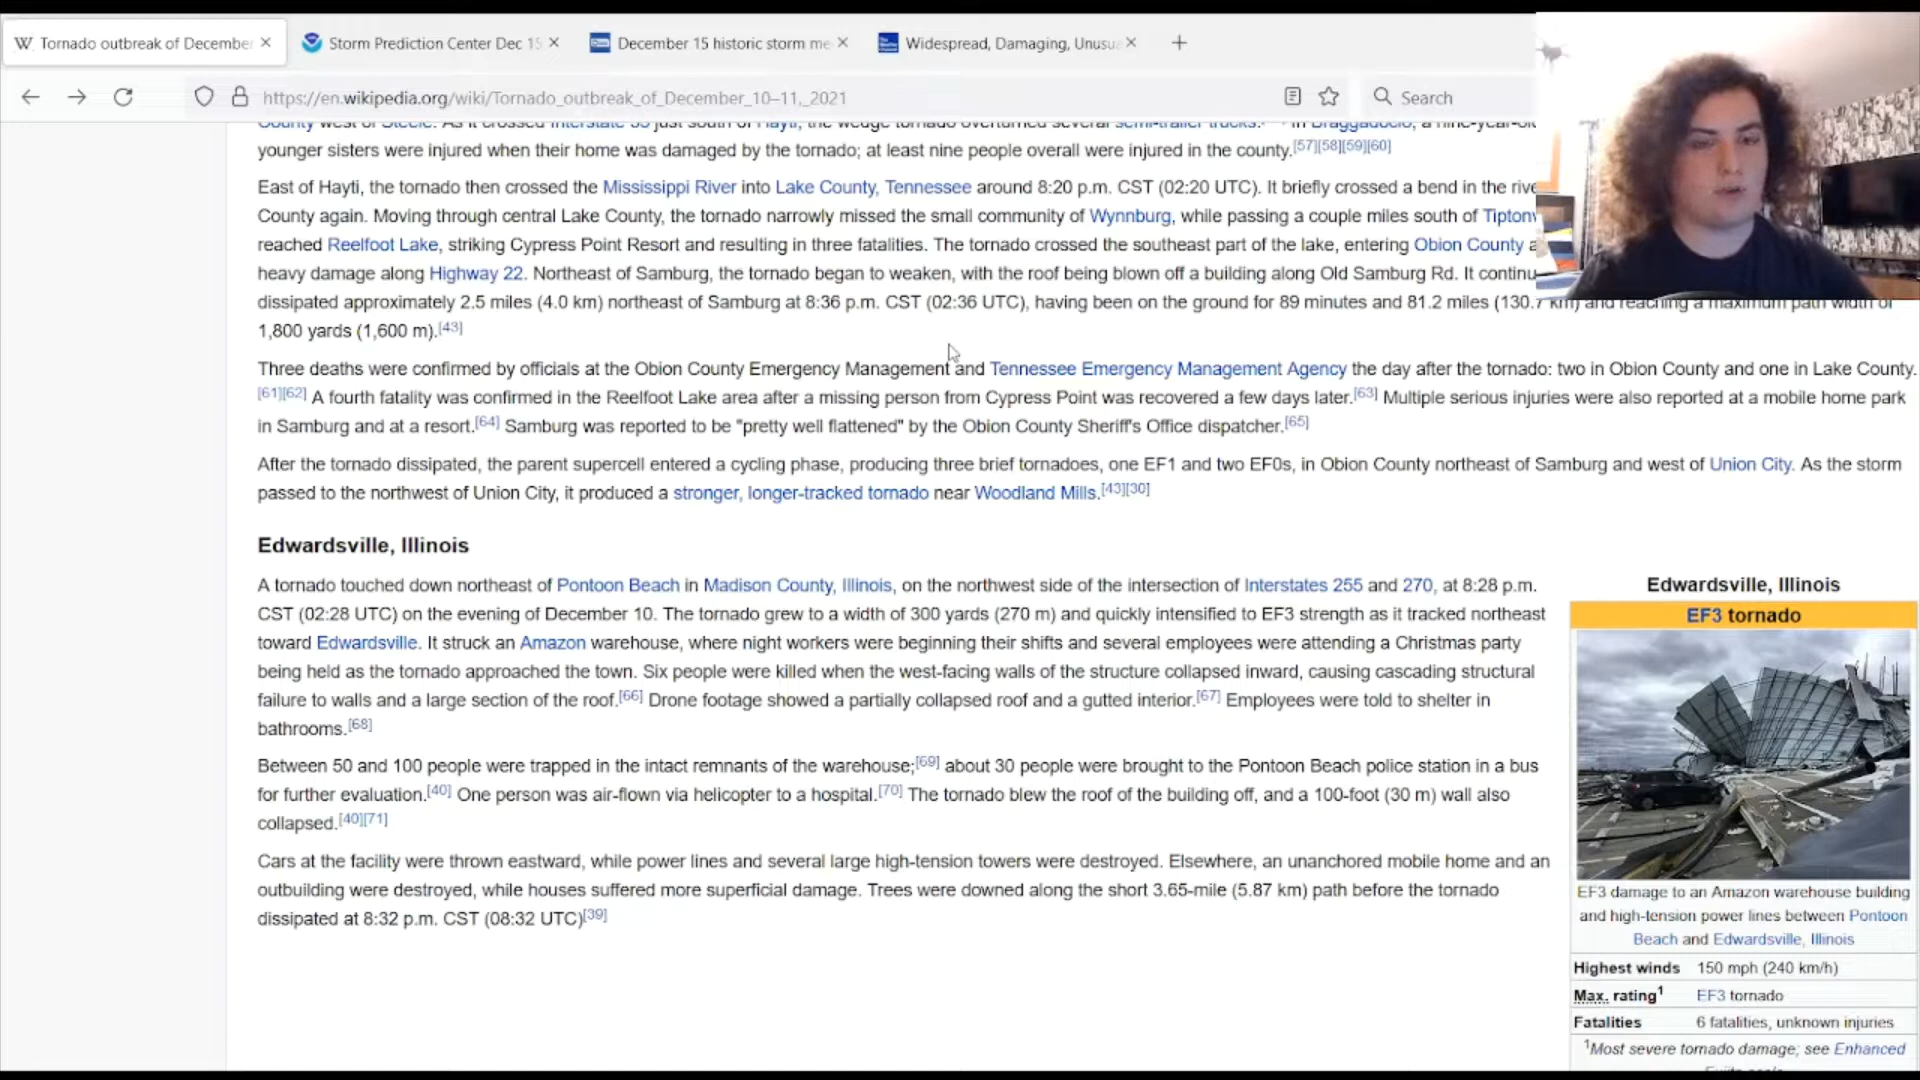 Tornado outbreak of December
Storm Prediction Center Dec 15
December 15 historic storm me
Widespread, Damaging, Unusu
https://en.wikipedia.org/wiki/Tornado_outbreak_of_December_10–11,_2021
Search
County west of Steele. As it crossed Interstate 55 just south of Hayti, the wedge tornado overturned several semi-trailer trucks. In Braggadocio, a nine-year-ol
younger sisters were injured when their home was damaged by the tornado; at least nine people overall were injured in the county.[57][58][59][60]
East of Hayti, the tornado then crossed the Mississippi River into Lake County, Tennessee around 8:20 p.m. CST (02:20 UTC). It briefly crossed a bend in the rive
County again. Moving through central Lake County, the tornado narrowly missed the small community of Wynnburg, while passing a couple miles south of Tipton
reached Reelfoot Lake, striking Cypress Point Resort and resulting in three fatalities. The tornado crossed the southeast part of the lake, entering Obion County a
heavy damage along Highway 22. Northeast of Samburg, the tornado began to weaken, with the roof being blown off a building along Old Samburg Rd. It continu
dissipated approximately 2.5 miles (4.0 km) northeast of Samburg at 8:36 p.m. CST (02:36 UTC), having been on the ground for 89 minutes and 81.2 miles (130.7 km) and reaching a maximum path width of
1,800 yards (1,600 m).[43]
Three deaths were confirmed by officials at the Obion County Emergency Management and Tennessee Emergency Management Agency the day after the tornado: two in Obion County and one in Lake County.
[61][62] A fourth fatality was confirmed in the Reelfoot Lake area after a missing person from Cypress Point was recovered a few days later.[63] Multiple serious injuries were also reported at a mobile home park
in Samburg and at a resort.[64] Samburg was reported to be "pretty well flattened" by the Obion County Sheriff's Office dispatcher.[65]
After the tornado dissipated, the parent supercell entered a cycling phase, producing three brief tornadoes, one EF1 and two EF0s, in Obion County northeast of Samburg and west of Union City. As the storm
passed to the northwest of Union City, it produced a stronger, longer-tracked tornado near Woodland Mills.[43][30]
Edwardsville, Illinois
A tornado touched down northeast of Pontoon Beach in Madison County, Illinois, on the northwest side of the intersection of Interstates 255 and 270, at 8:28 p.m.
CST (02:28 UTC) on the evening of December 10. The tornado grew to a width of 300 yards (270 m) and quickly intensified to EF3 strength as it tracked northeast
toward Edwardsville. It struck an Amazon warehouse, where night workers were beginning their shifts and several employees were attending a Christmas party
being held as the tornado approached the town. Six people were killed when the west-facing walls of the structure collapsed inward, causing cascading structural
failure to walls and a large section of the roof.[66] Drone footage showed a partially collapsed roof and a gutted interior.[67] Employees were told to shelter in
bathrooms.[68]
Between 50 and 100 people were trapped in the intact remnants of the warehouse;[69] about 30 people were brought to the Pontoon Beach police station in a bus
for further evaluation.[40] One person was air-flown via helicopter to a hospital.[70] The tornado blew the roof of the building off, and a 100-foot (30 m) wall also
collapsed.[40][71]
Cars at the facility were thrown eastward, while power lines and several large high-tension towers were destroyed. Elsewhere, an unanchored mobile home and an
outbuilding were destroyed, while houses suffered more superficial damage. Trees were downed along the short 3.65-mile (5.87 km) path before the tornado
dissipated at 8:32 p.m. CST (08:32 UTC)[39]
Edwardsville, Illinois
EF3 tornado
EF3 damage to an Amazon warehouse building
and high-tension power lines between Pontoon
Beach and Edwardsville, Illinois
Highest winds 150 mph (240 km/h)
Max. rating1 EF3 tornado
Fatalities 6 fatalities, unknown injuries
1Most severe tornado damage; see Enhanced